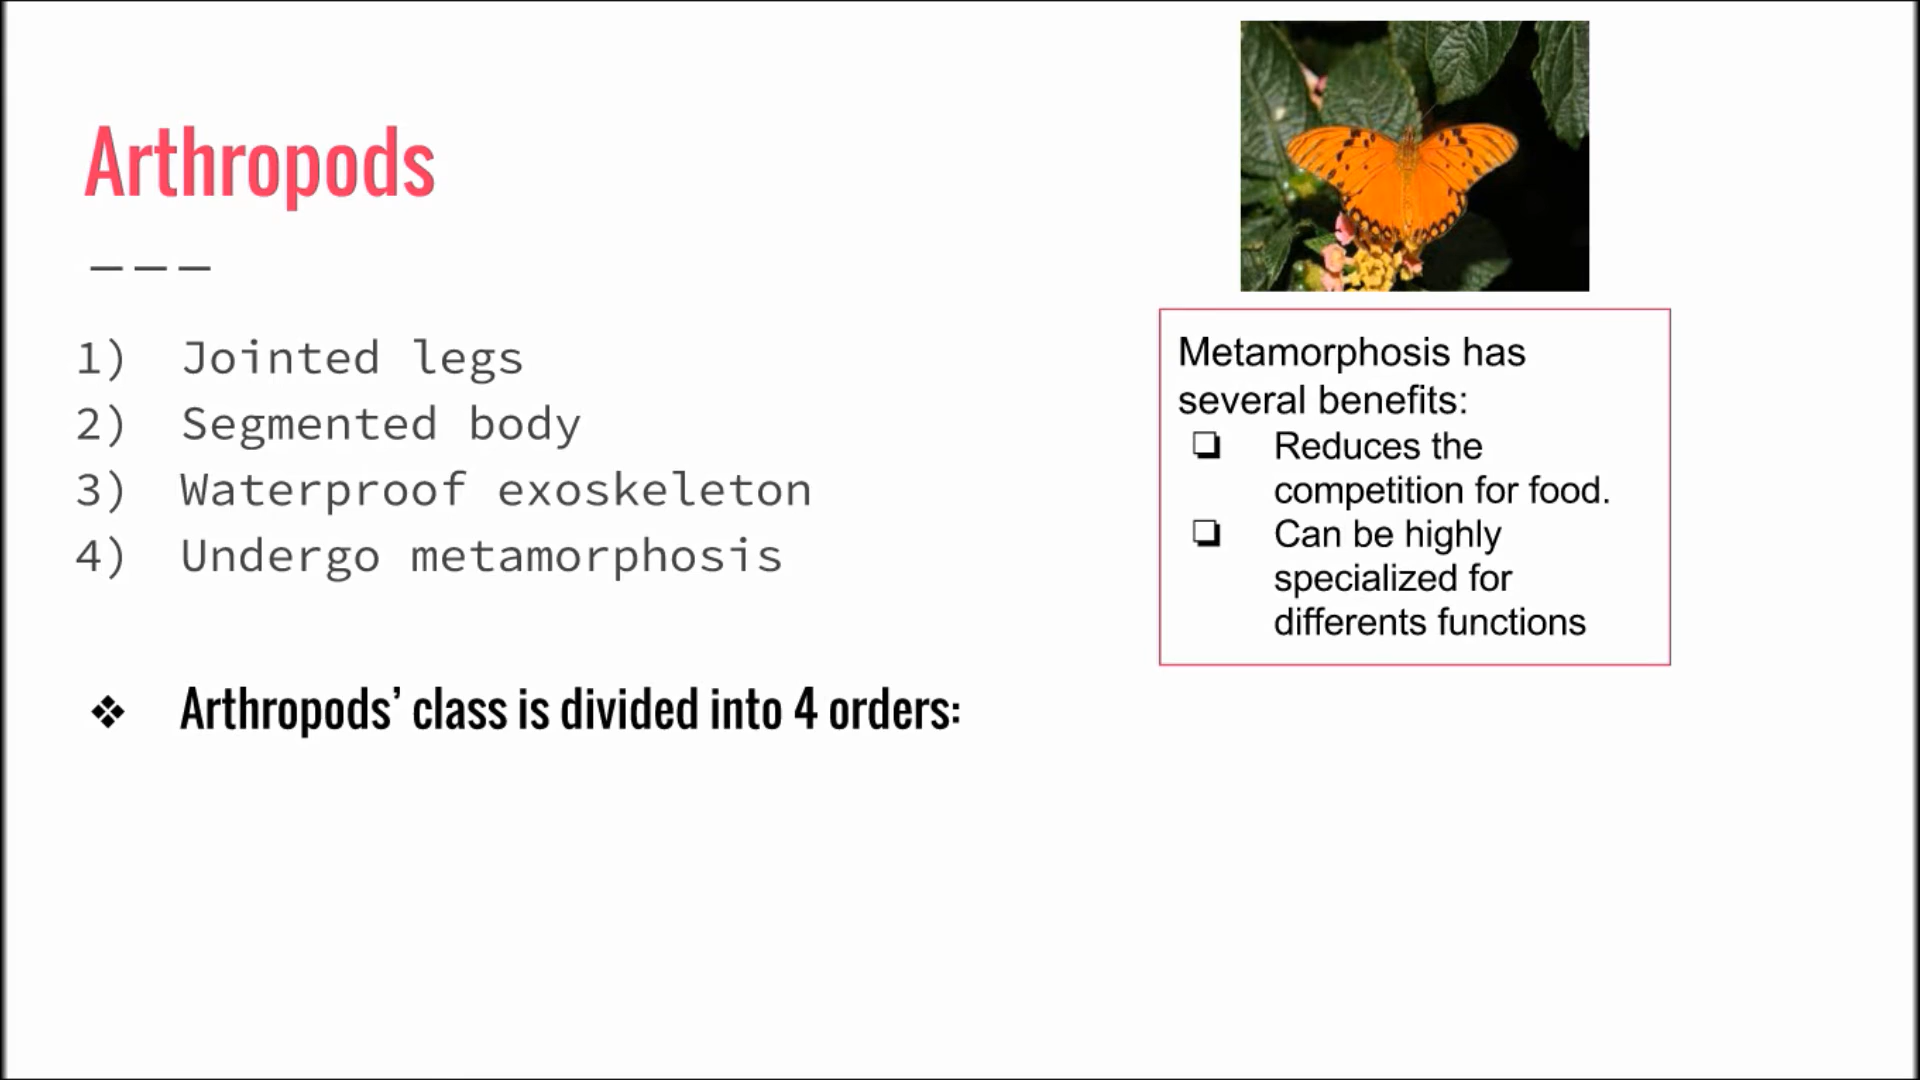 Arthropods
1) Jointed legs
2) Segmented body
3) Waterproof exoskeleton
4) Undergo metamorphosis
❖ Arthropods’ class is divided into 4 orders:
Metamorphosis has
several benefits:
❏ Reduces the
competition for food.
❏ Can be highly
specialized for
differents functions